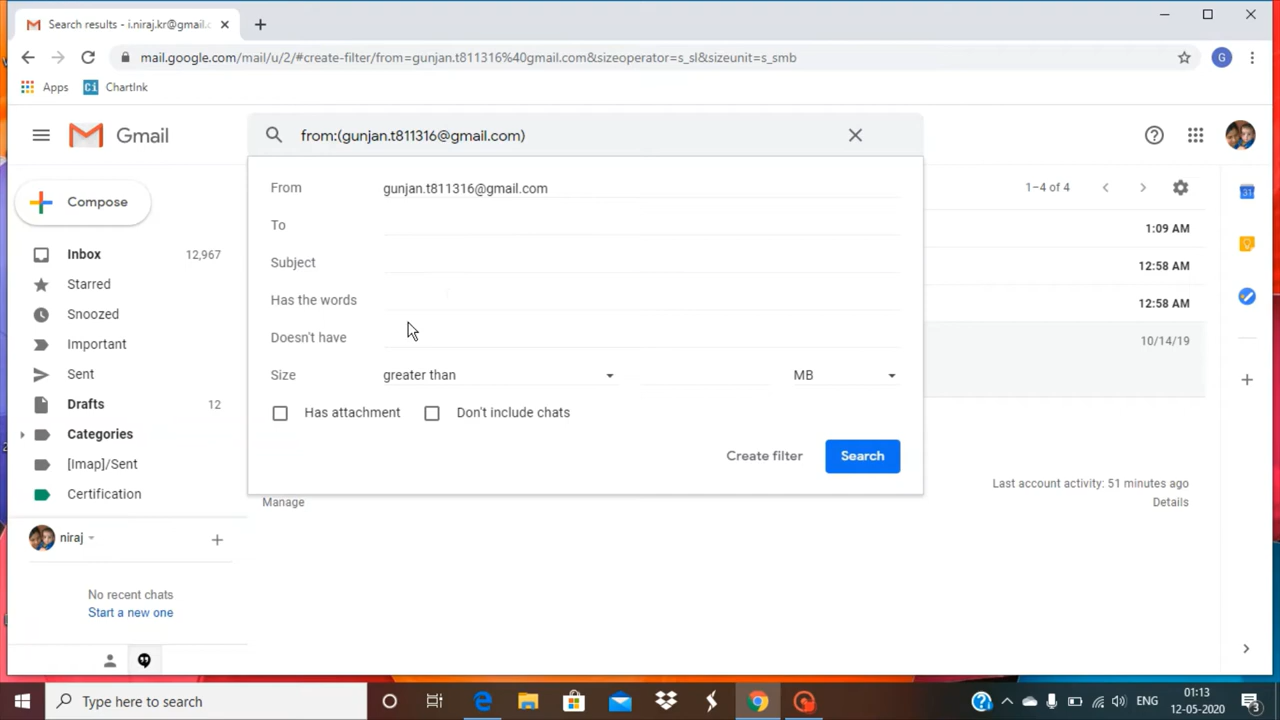 Search results - i.niraj.kr@gmail.c
mail.google.com/mail/u/2/#create-filter/from=gunjan.t811316%40gmail.com&sizeoperator=s_sl&sizeunit=s_smb
G
Apps
Ci ChartInk
Gmail
from:(gunjan.t811316@gmail.com)
Compose
Inbox 12,967
Starred
Snoozed
Important
Sent
Drafts 12
Categories
[Imap]/Sent
Certification
niraj
No recent chats
Start a new one
From gunjan.t811316@gmail.com
To
Subject
Has the words
Doesn't have
Size greater than MB
Has attachment Don't include chats
Create filter Search
Manage
1–4 of 4
1:09 AM
12:58 AM
12:58 AM
10/14/19
Last account activity: 51 minutes ago
Details
31
Type here to search
ENG
01:13
12-05-2020
3